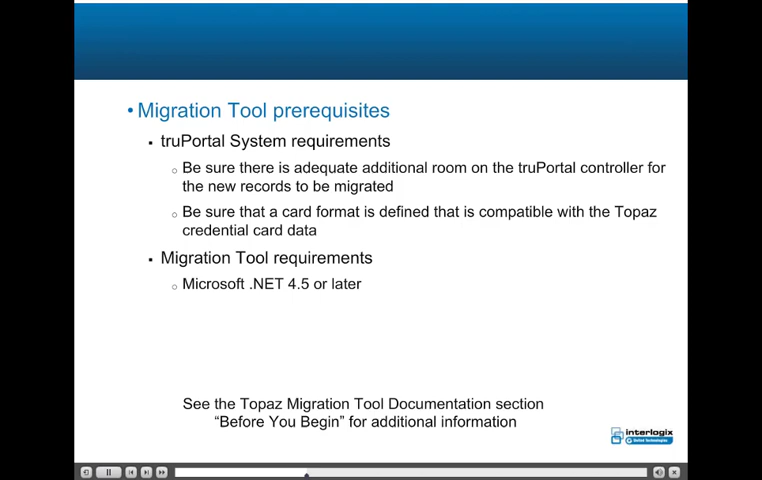 • Migration Tool prerequisites
▪ truPortal System requirements
○ Be sure there is adequate additional room on the truPortal controller for
the new records to be migrated
○ Be sure that a card format is defined that is compatible with the Topaz
credential card data
▪ Migration Tool requirements
○ Microsoft .NET 4.5 or later
See the Topaz Migration Tool Documentation section
“Before You Begin” for additional information
interlogix
United Technologies